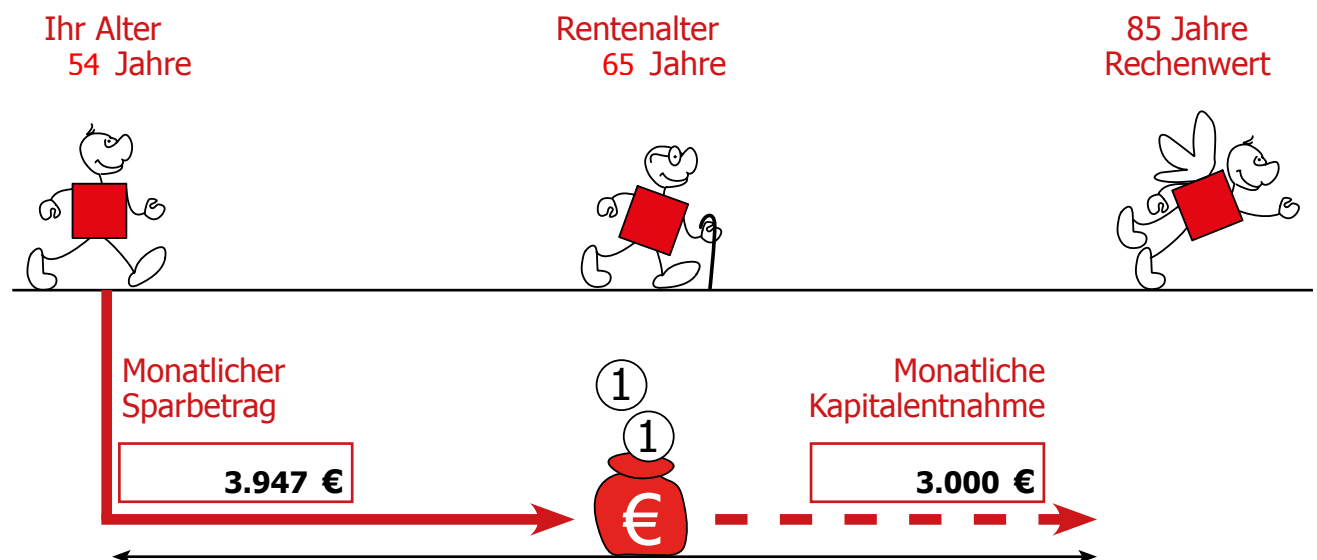 Ihr Alter
54 Jahre
Rentenalter
65 Jahre
85 Jahre
Rechenwert
Monatlicher
Sparbetrag
3.947 €
1
1
€
Monatliche
Kapitalentnahme
3.000 €